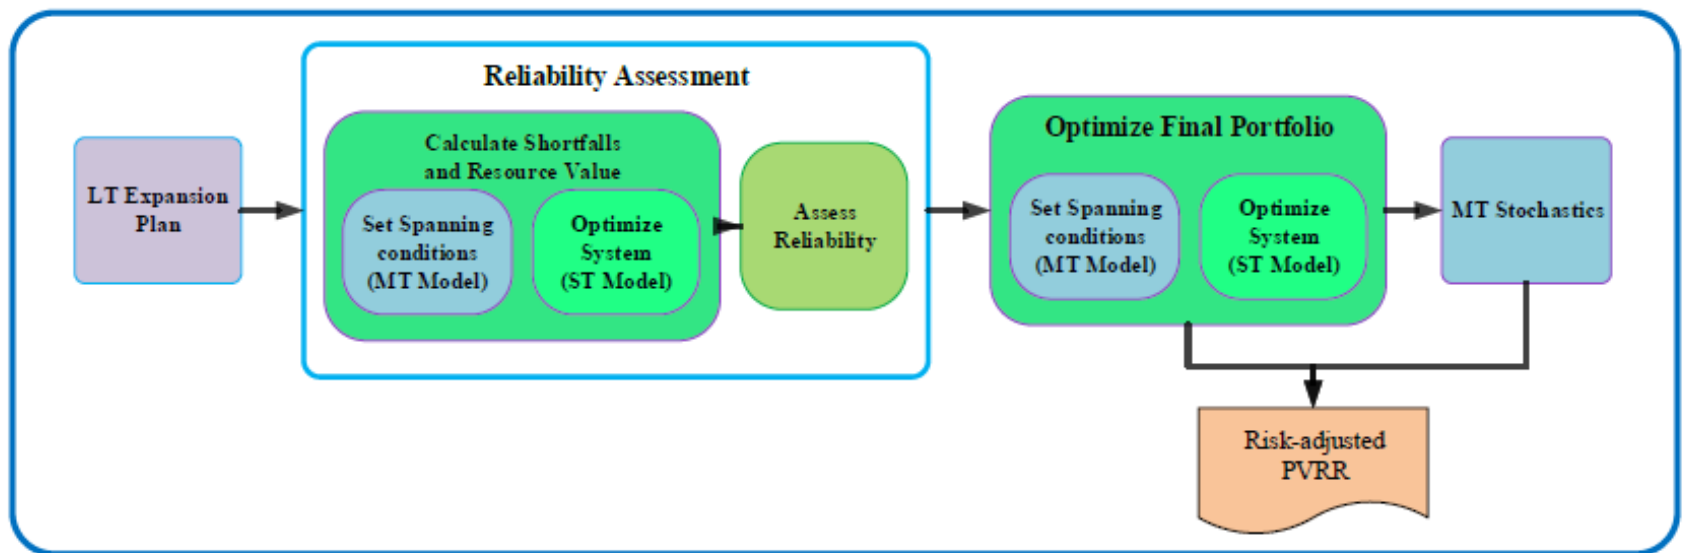 Reliability Assessment
LT Expansion
Plan
Calculate Shortfalls
and Resource Value
Set Spanning
conditions
(MT Model)
Optimize
System
(ST Model)
Assess
Reliability
Optimize Final Portfolio
Set Spanning
conditions
(MT Model)
Optimize
System
(ST Model)
MT Stochastics
Risk-adjusted
PVRR